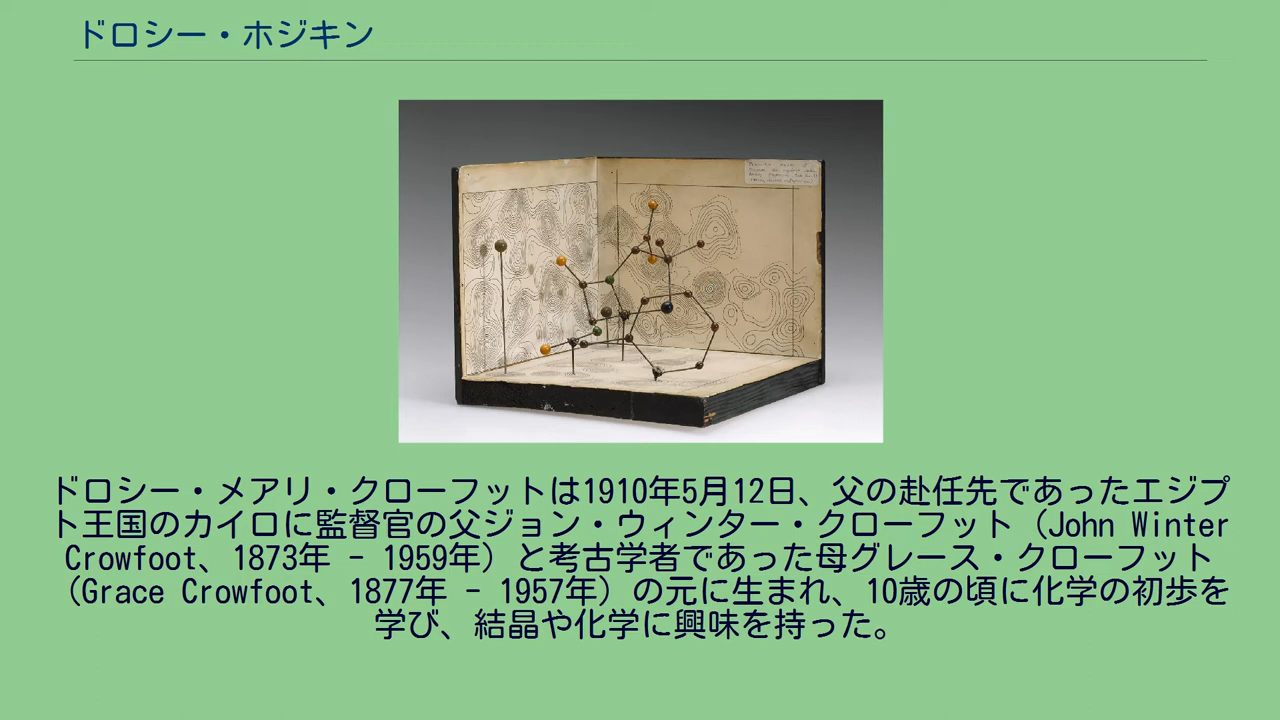 ドロシー・ホジキン
ドロシー・メアリ・クローフットは1910年5月12日、父の赴任先であったエジプ
ト王国のカイロに監督官の父ジョン・ウィンター・クローフット（John Winter
Crowfoot、1873年 - 1959年）と考古学者であった母グレース・クローフット
（Grace Crowfoot、1877年 - 1957年）の元に生まれ、10歳の頃に化学の初歩を
学び、結晶や化学に興味を持った。